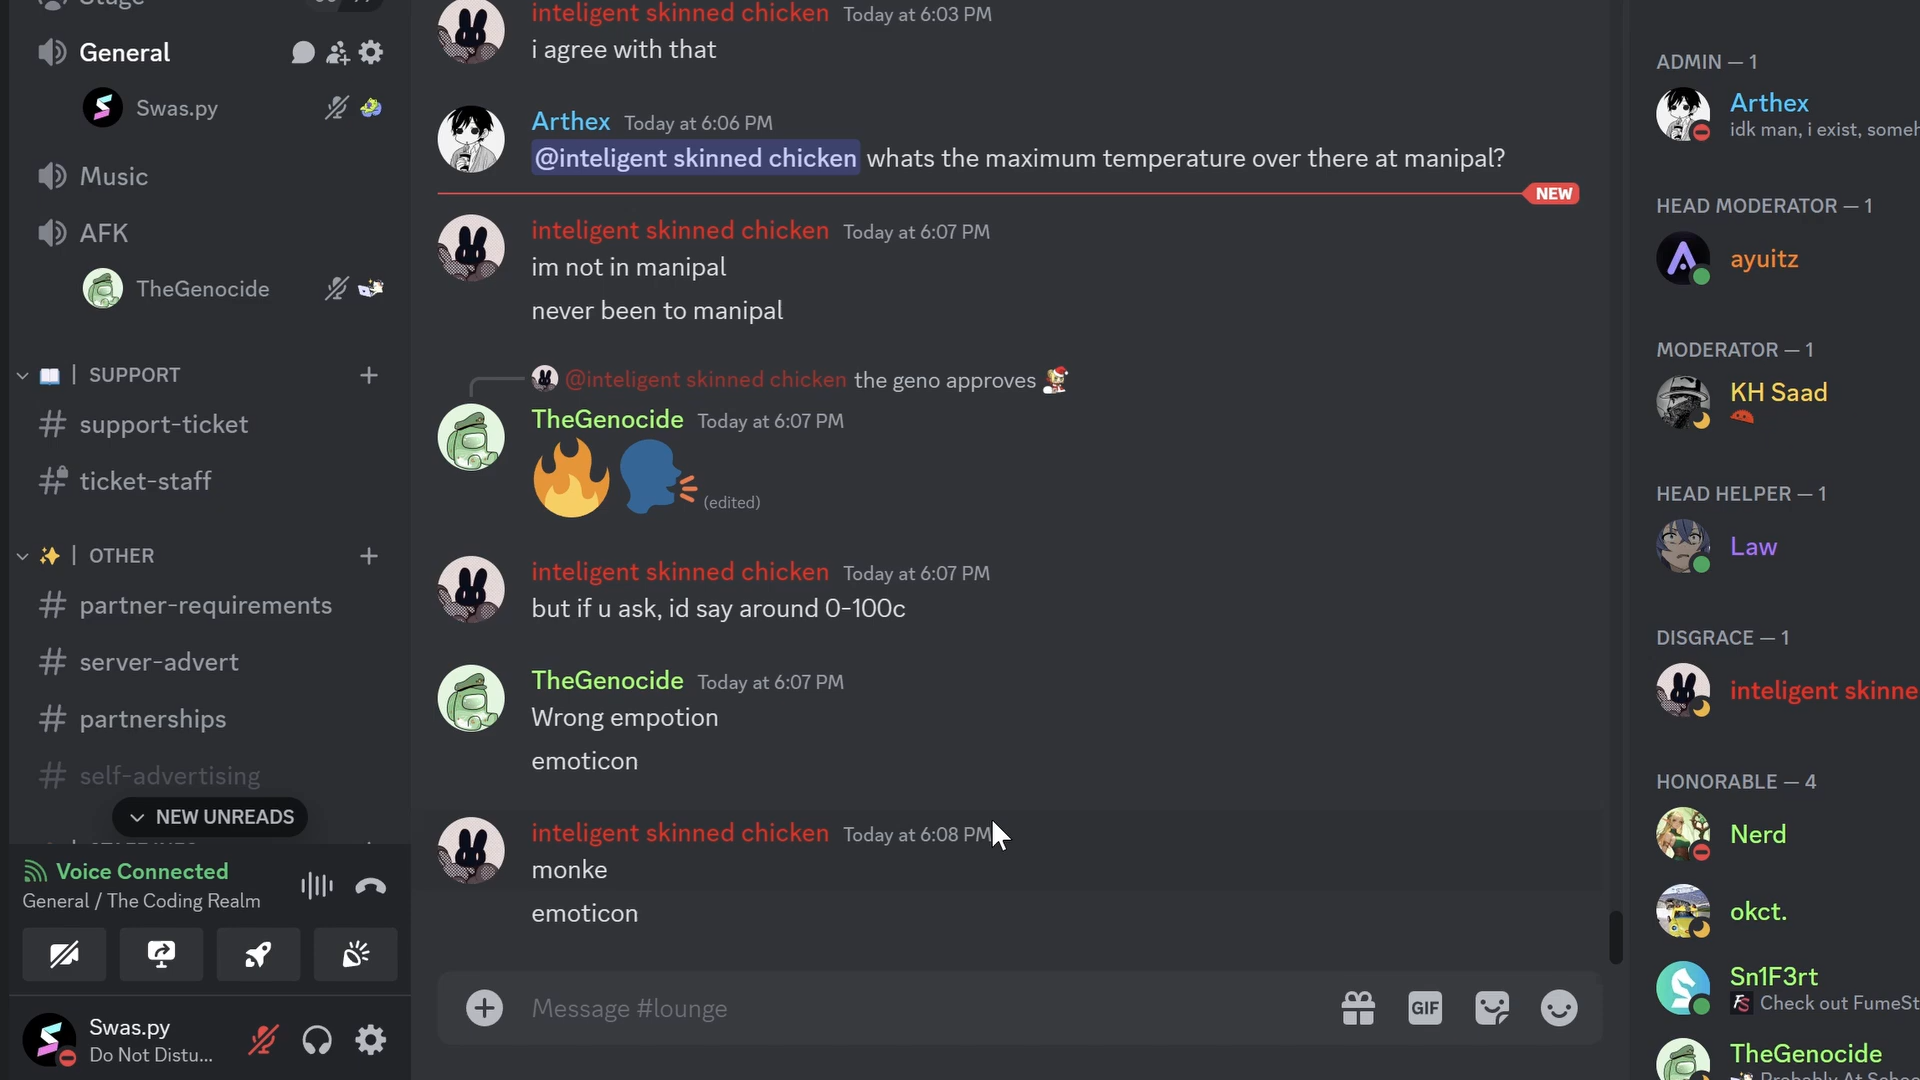 General
Swas.py
Music
AFK
TheGenocide
| SUPPORT
support-ticket
ticket-staff
| OTHER
partner-requirements
server-advert
partnerships
self-advertising
NEW UNREADS
Voice Connected
General / The Coding Realm
Swas.py
Do Not Distu...
inteligent skinned chicken Today at 6:03 PM
i agree with that
Arthex Today at 6:06 PM
@inteligent skinned chicken whats the maximum temperature over there at manipal?
NEW
inteligent skinned chicken Today at 6:07 PM
im not in manipal
never been to manipal
@inteligent skinned chicken the geno approves
TheGenocide Today at 6:07 PM
(edited)
inteligent skinned chicken Today at 6:07 PM
but if u ask, id say around 0-100c
TheGenocide Today at 6:07 PM
Wrong empotion
emoticon
inteligent skinned chicken Today at 6:08 PM
monke
emoticon
Message #lounge
GIF
ADMIN — 1
Arthex
idk man, i exist, someh
HEAD MODERATOR — 1
ayuitz
MODERATOR — 1
KH Saad
HEAD HELPER — 1
Law
DISGRACE — 1
inteligent skinne
HONORABLE — 4
Nerd
okct.
Sn1F3rt
Check out FumeSt
TheGenocide
Probably At Schoo